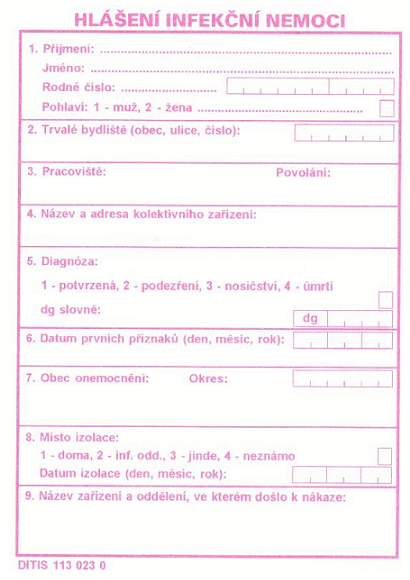 HLÁŠENÍ INFEKČNÍ NEMOCI
1. Příjmení: ............................................................
Jméno: ............................................................
Rodné číslo: ........................
Pohlaví: 1 - muž, 2 - žena ........................................
2. Trvalé bydliště (obec, ulice, číslo):
3. Pracoviště: Povolání:
4. Název a adresa kolektivního zařízení:
5. Diagnóza:
1 - potvrzená, 2 - podezření, 3 - nosičství, 4 - úmrtí
dg slovně:
dg
6. Datum prvních příznaků (den, měsíc, rok):
7. Obec onemocnění: Okres:
8. Místo izolace:
1 - doma, 2 - inf. odd., 3 - jinde, 4 - neznámo
Datum izolace (den, měsíc, rok):
9. Název zařízení a oddělení, ve kterém došlo k nákaze:
DITIS 113 023 0